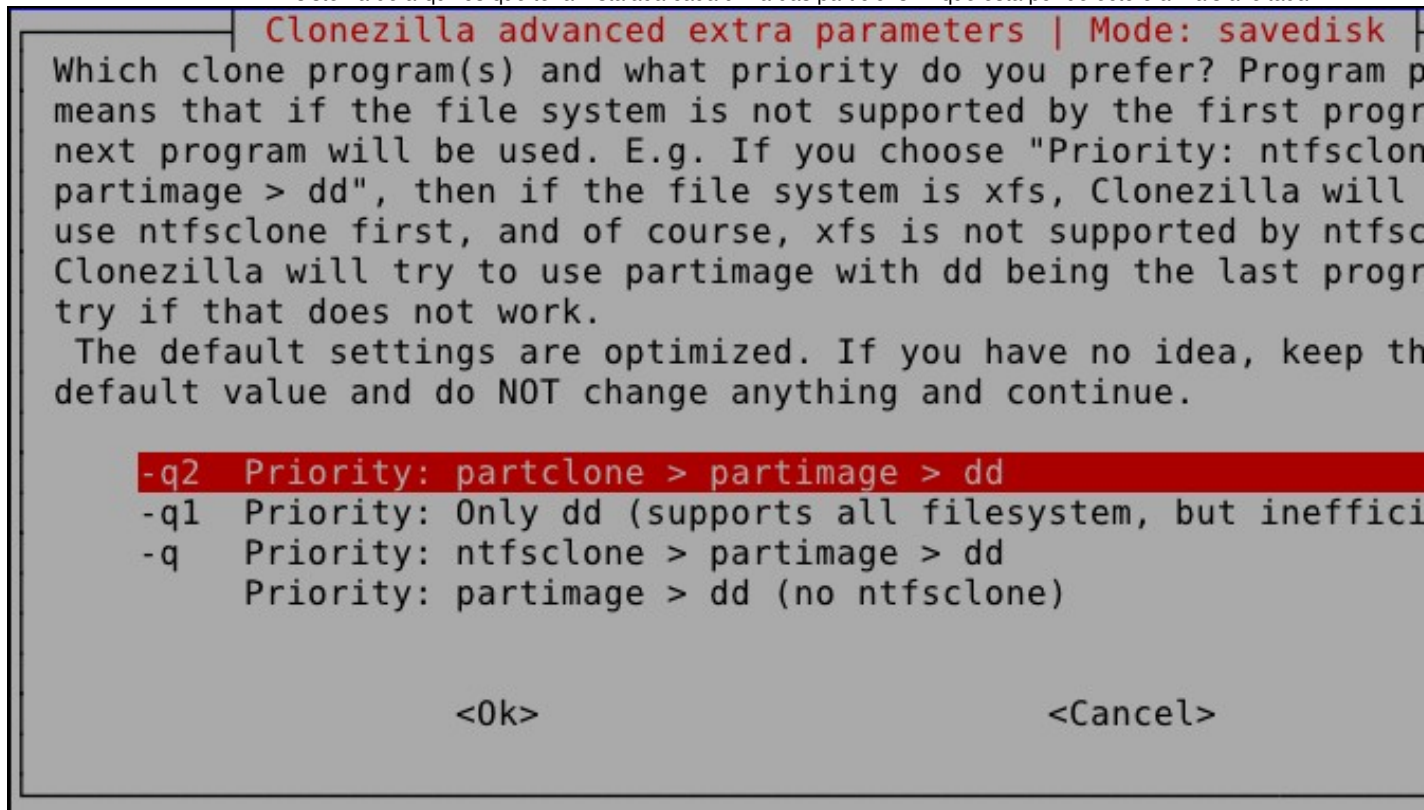 Clonezilla advanced extra parameters | Mode: savedisk
Which clone program(s) and what priority do you prefer? Program
means that if the file system is not supported by the first
next program will be used. E.g. If you choose "Priority:
partimage > dd", then if the file system is xfs, Clonezilla will
use ntfsclone first, and of course, xfs is not supported by
Clonezilla will try to use partimage with dd being the last
try if that does not work.
The default settings are optimized. If you have no idea, keep
default value and do NOT change anything and continue.
-q2 Priority: partclone > partimage > dd
-q1 Priority: Only dd (supports all filesystem, but
-q Priority: ntfsclone > partimage > dd
Priority: partimage > dd (no ntfsclone)
<Ok> <Cancel>